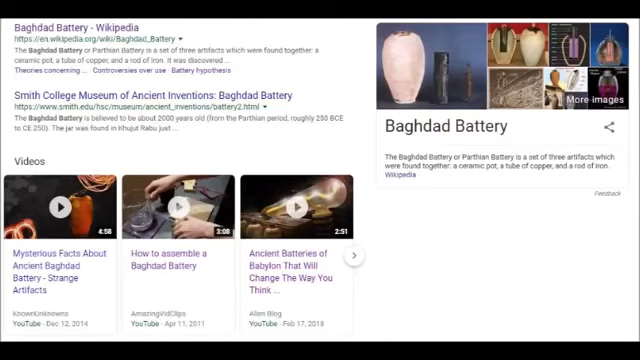 Baghdad Battery - Wikipedia
https://en.wikipedia.org/wiki/Baghdad_Battery
The Baghdad Battery or Parthian Battery is a set of three artifacts which were found together: a
ceramic pot, a tube of copper, and a rod of iron. It was discovered ...
Theories concerning ... · Controversies over use · Battery hypothesis
Smith College Museum of Ancient Inventions: Baghdad Battery
https://www.smith.edu/hsc/museum/ancient_inventions/battery2.html
The Baghdad Battery is believed to be about 2000 years old (from the Parthian period, roughly 250 BCE
to CE 250). The jar was found in Khujut Rabu just ...
Videos
4:58
3:08
2:51
Mysterious Facts About
Ancient Baghdad
Battery - Strange
Artifacts
KnownUnknowns
YouTube - Dec 12, 2014
How to assemble a
Baghdad Battery
AmazingVidClips
YouTube - Apr 11, 2011
Ancient Batteries of
Babylon That Will
Change The Way You
Think ...
Alien Blog
YouTube - Feb 17, 2018
More images
Baghdad Battery
The Baghdad Battery or Parthian Battery is a set of three artifacts which
were found together: a ceramic pot, a tube of copper, and a rod of iron.
Wikipedia
Feedback